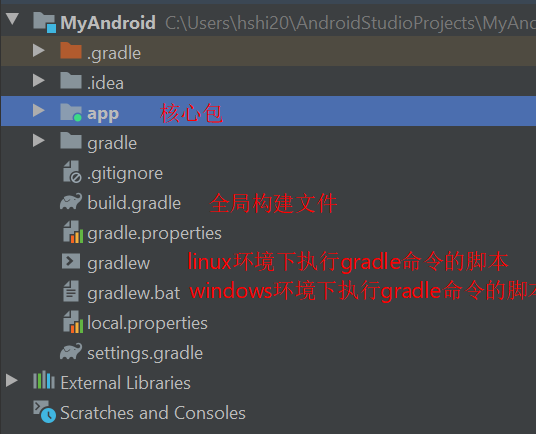 MyAndroid C:\Users\hshi20\AndroidStudioProjects\MyAnd
.gradle
.idea
app 核心包
gradle
.gitignore
build.gradle 全局构建文件
gradle.properties
gradlew linux环境下执行gradle命令的脚本
gradlew.bat windows环境下执行gradle命令的脚本
local.properties
settings.gradle
External Libraries
Scratches and Consoles